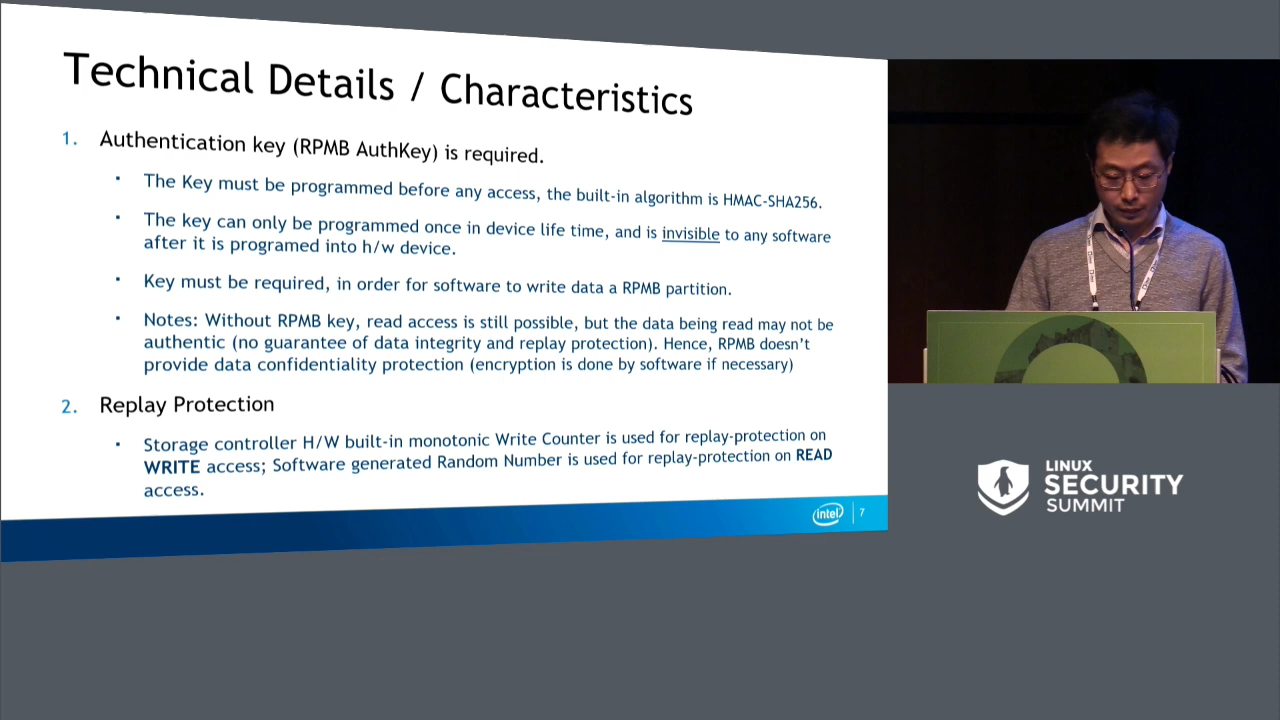 Technical Details / Characteristics
1. Authentication key (RPMB AuthKey) is required.
· The Key must be programmed before any access, the built-in algorithm is HMAC-SHA256.
· The key can only be programmed once in device life time, and is invisible to any software
after it is programed into h/w device.
· Key must be required, in order for software to write data a RPMB partition.
· Notes: Without RPMB key, read access is still possible, but the data being read may not be
authentic (no guarantee of data integrity and replay protection). Hence, RPMB doesn't
provide data confidentiality protection (encryption is done by software if necessary)
2. Replay Protection
· Storage controller H/W built-in monotonic Write Counter is used for replay-protection on
WRITE access; Software generated Random Number is used for replay-protection on READ
access.
intel 7
LINUX
SECURITY
SUMMIT